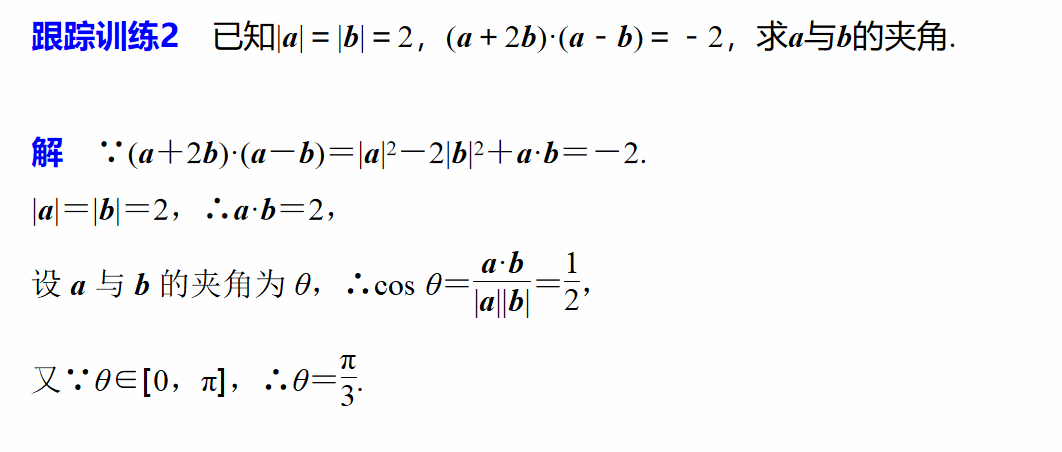 跟踪训练2 已知|a|=|b|=2，(a+2b)·(a-b)=-2，求a与b的夹角.
解 ∵(a+2b)·(a-b)=|a|²-2|b|²+a·b=-2.
|a|=|b|=2，∴a·b=2，
设 a 与 b 的夹角为 θ，∴cos θ=a·b/|a||b|=1/2，
又∵θ∈[0，π]，∴θ=π/3.